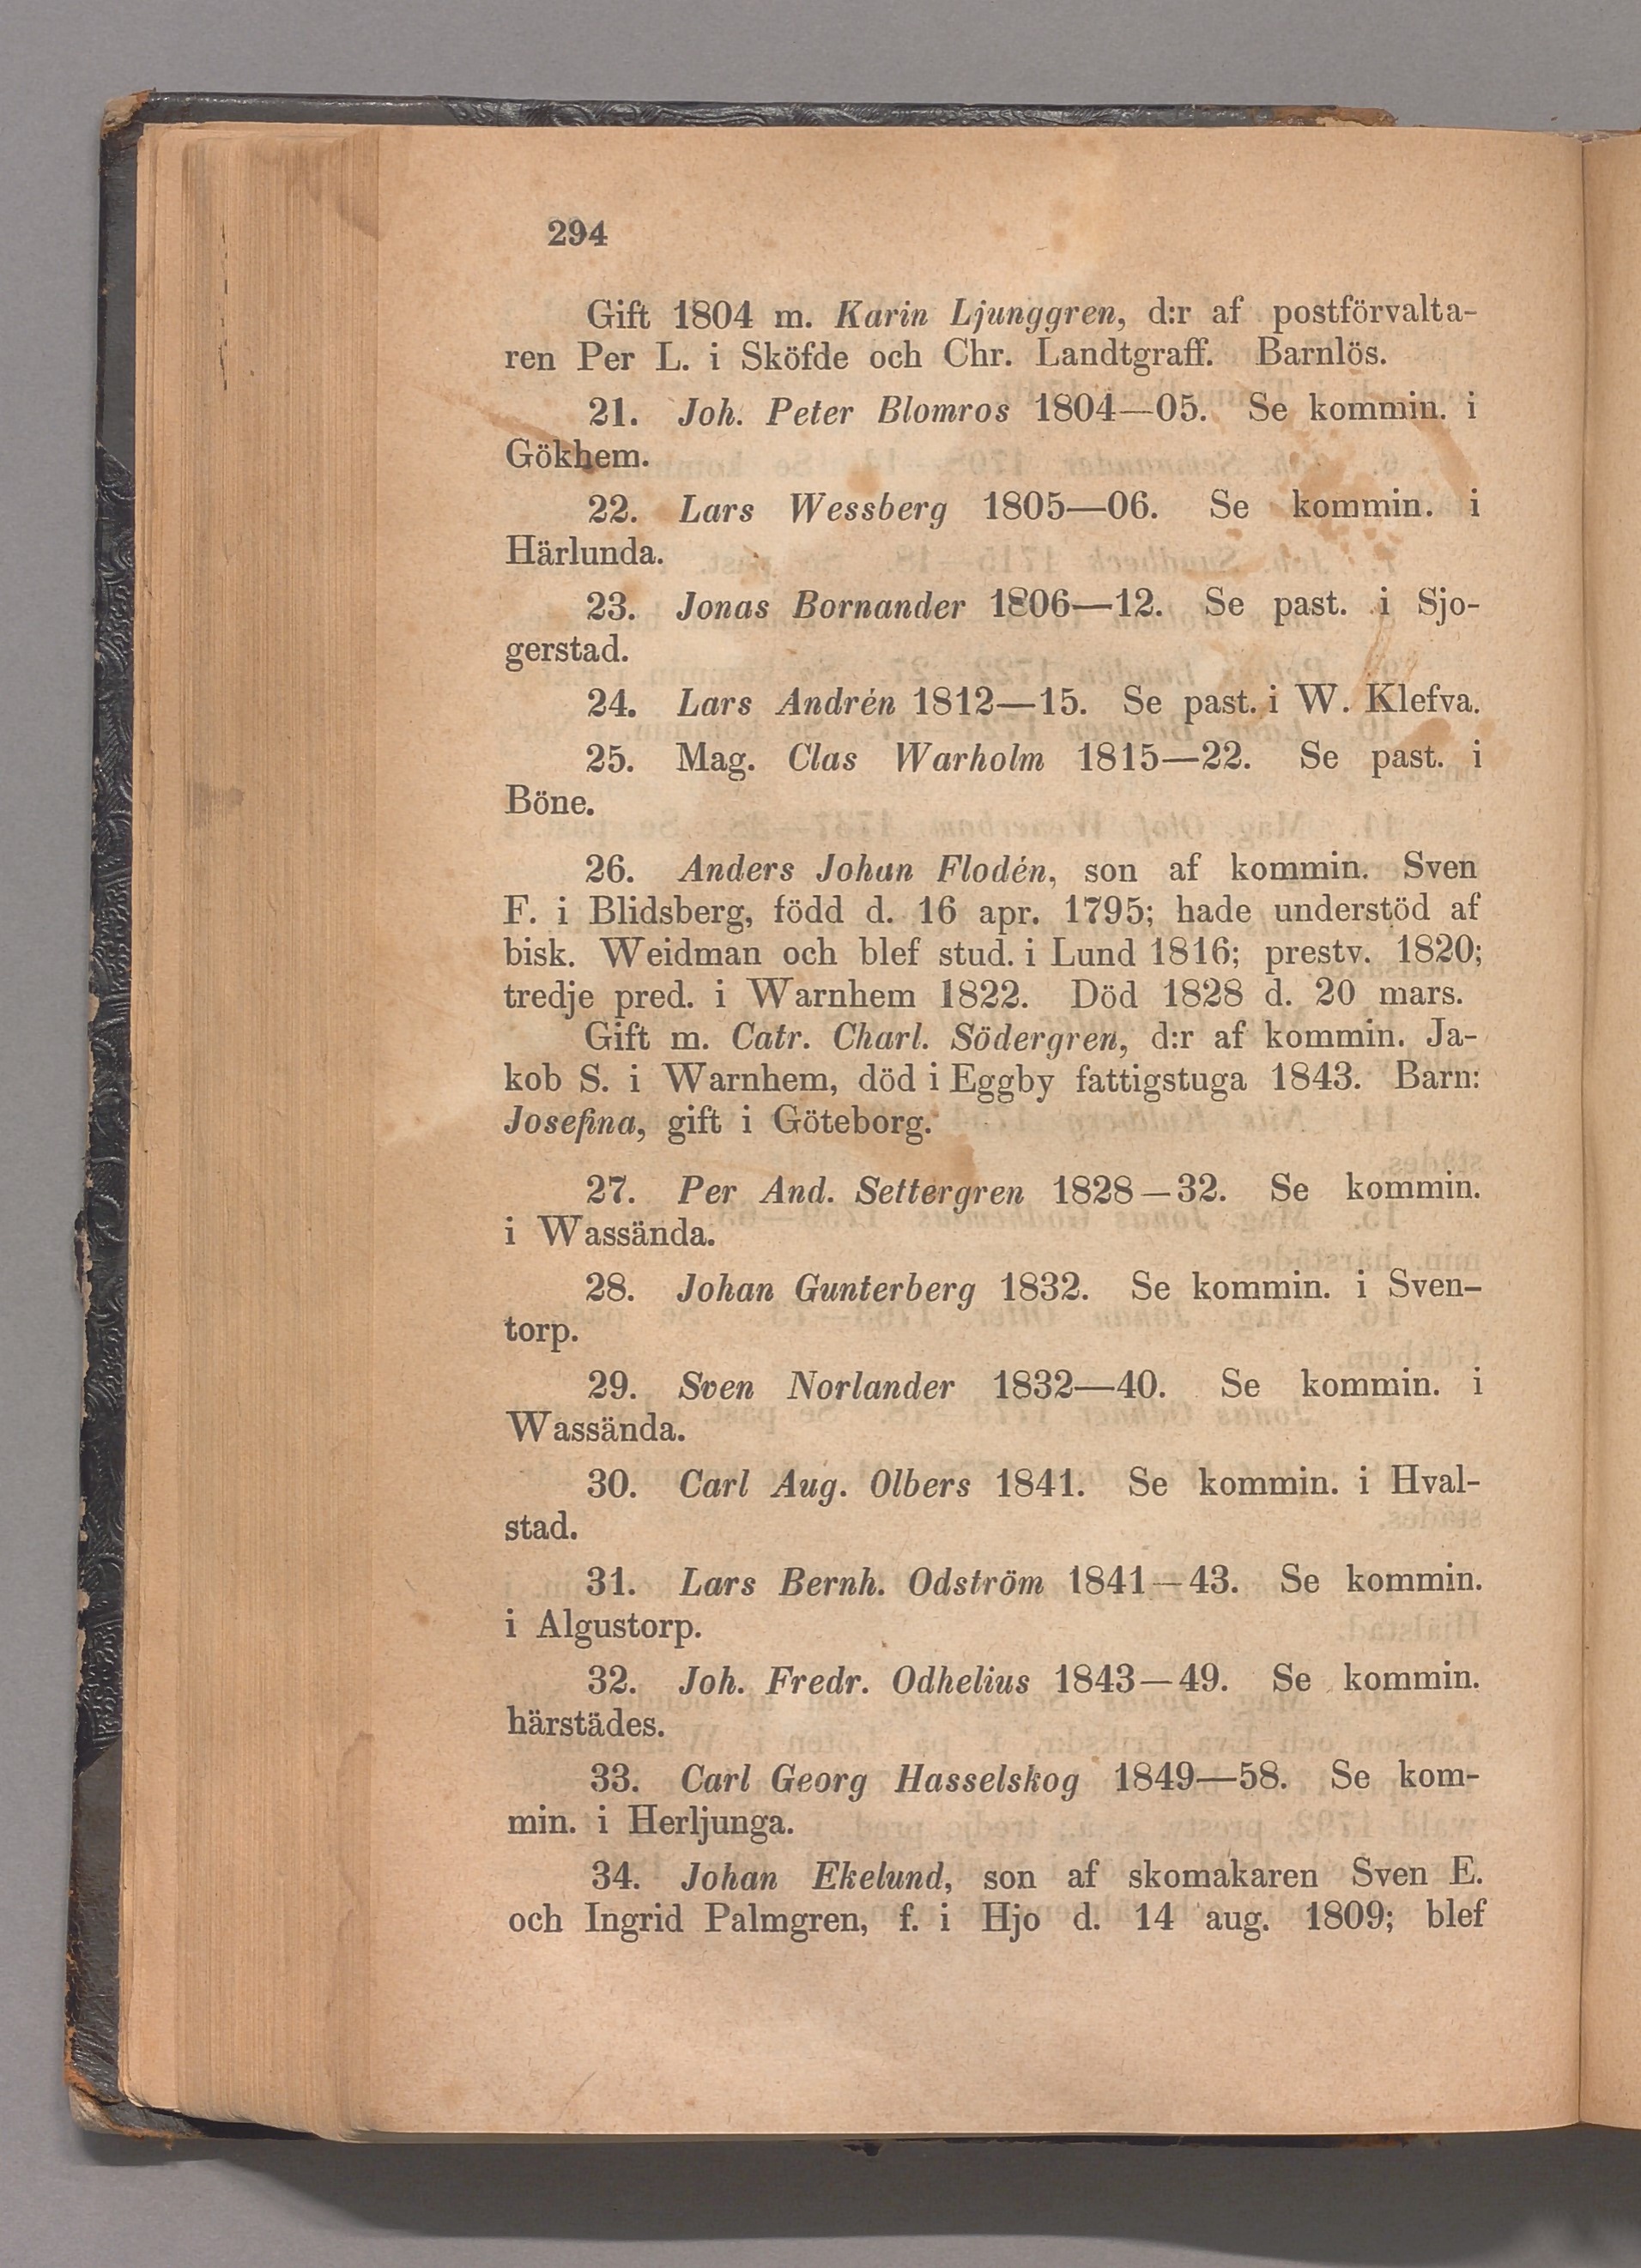 294
Gift 1804 m. Karin Ljunggren, d:r af postförvalta-
ren Per L. i Sköfde och Chr. Landtgraff. Barnlös.
21. Joh. Peter Blomros 1804—05. Se kommin. i
Gökhem.
22. Lars Wessberg 1805—06. Se kommin. i
Härlunda.
23. Jonas Bornander 1806—12. Se past. i Sjo-
gerstad.
24. Lars Andrén 1812—15. Se past. i W. Klefva.
25. Mag. Clas Warholm 1815—22. Se past. i
Böne.
26. Anders Johan Flodén, son af kommin. Sven
F. i Blidsberg, född d. 16 apr. 1795; hade understöd af
bisk. Weidman och blef stud. i Lund 1816; prestv. 1820;
tredje pred. i Warnhem 1822. Död 1828 d. 20 mars.
Gift m. Catr. Charl. Södergren, d:r af kommin. Ja-
kob S. i Warnhem, död i Eggby fattigstuga 1843. Barn:
Josefina, gift i Göteborg.
27. Per And. Settergren 1828—32. Se kommin.
i Wassända.
28. Johan Gunterberg 1832. Se kommin. i Sven-
torp.
29. Sven Norlander 1832—40. Se kommin. i
Wassända.
30. Carl Aug. Olbers 1841. Se kommin. i Hval-
stad.
31. Lars Bernh. Odström 1841—43. Se kommin.
i Algustorp.
32. Joh. Fredr. Odhelius 1843—49. Se kommin.
härstädes.
33. Carl Georg Hasselskog 1849—58. Se kom-
min. i Herljunga.
34. Johan Ekelund, son af skomakaren Sven E.
och Ingrid Palmgren, f. i Hjo d. 14 aug. 1809; blef